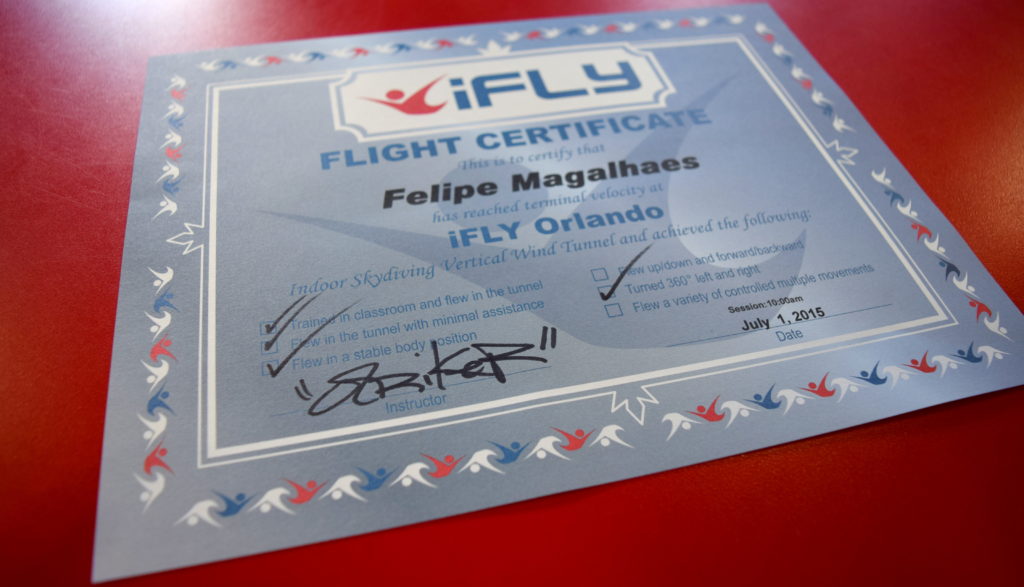 iFLY
FLIGHT CERTIFICATE
This is to certify that
Felipe Magalhaes
has reached terminal velocity at
iFLY Orlando
Indoor Skydiving Vertical Wind Tunnel and achieved the following:
Trained in classroom and flew in the tunnel
Flew in the tunnel with minimal assistance
Flew in a stable body position
Flew up/down and forward/backward
Turned 360° left and right
Flew a variety of controlled multiple movements
"STRIKER"
Instructor
Session:10:00am
July 1, 2015
Date